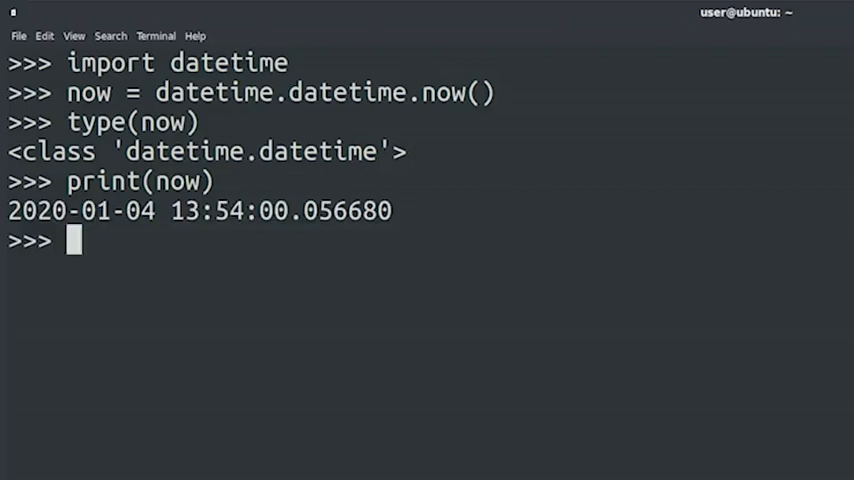 user@ubuntu: ~
File Edit View Search Terminal Help
>>> import datetime
>>> now = datetime.datetime.now()
>>> type(now)
<class 'datetime.datetime'>
>>> print(now)
2020-01-04 13:54:00.056680
>>>